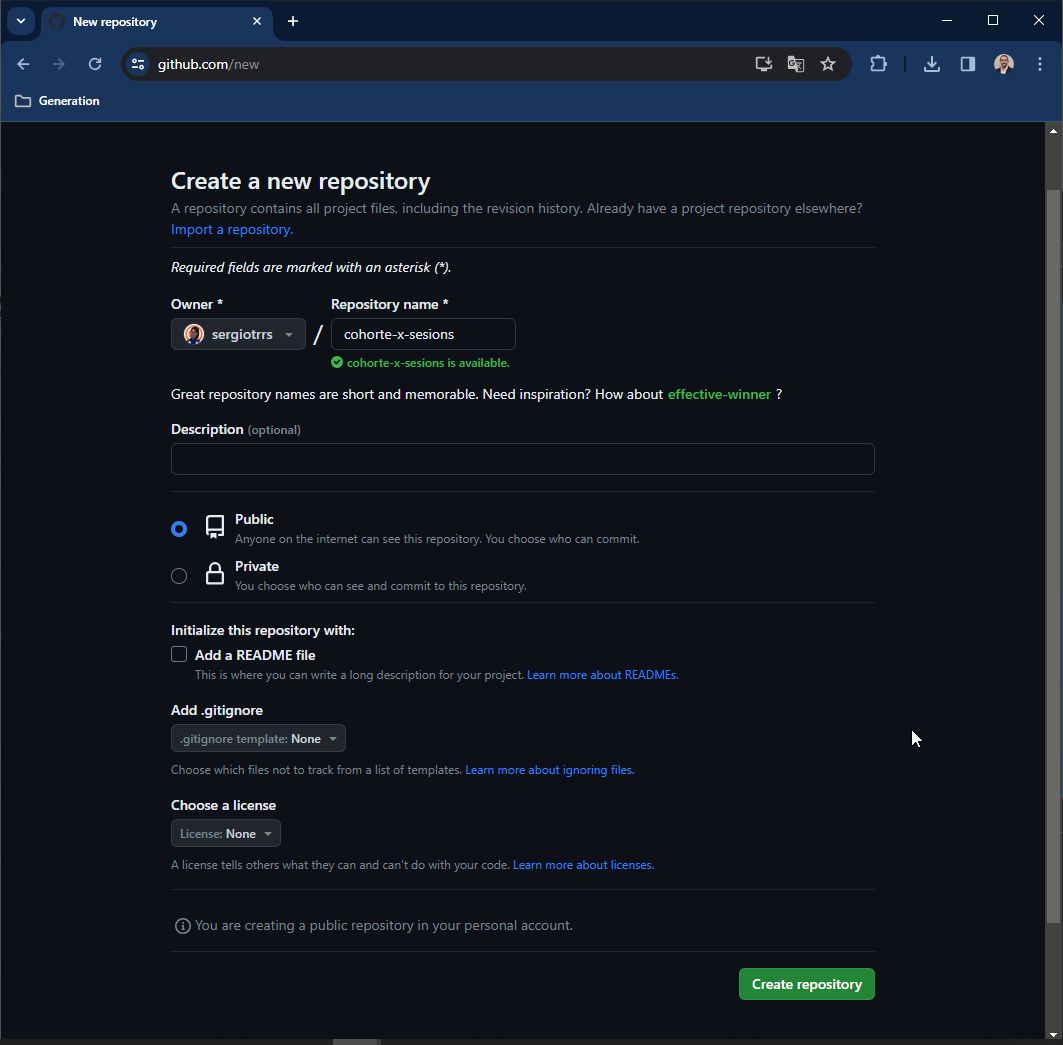 New repository
github.com/new
Generation
Create a new repository
A repository contains all project files, including the revision history. Already have a project repository elsewhere?
Import a repository.
Required fields are marked with an asterisk (*).
Owner * Repository name *
sergiotrrs / cohorte-x-sesions
cohorte-x-sesions is available.
Great repository names are short and memorable. Need inspiration? How about effective-winner ?
Description (optional)
Public
Anyone on the internet can see this repository. You choose who can commit.
Private
You choose who can see and commit to this repository.
Initialize this repository with:
Add a README file
This is where you can write a long description for your project. Learn more about READMEs.
Add .gitignore
.gitignore template: None
Choose which files not to track from a list of templates. Learn more about ignoring files.
Choose a license
License: None
A license tells others what they can and can't do with your code. Learn more about licenses.
You are creating a public repository in your personal account.
Create repository